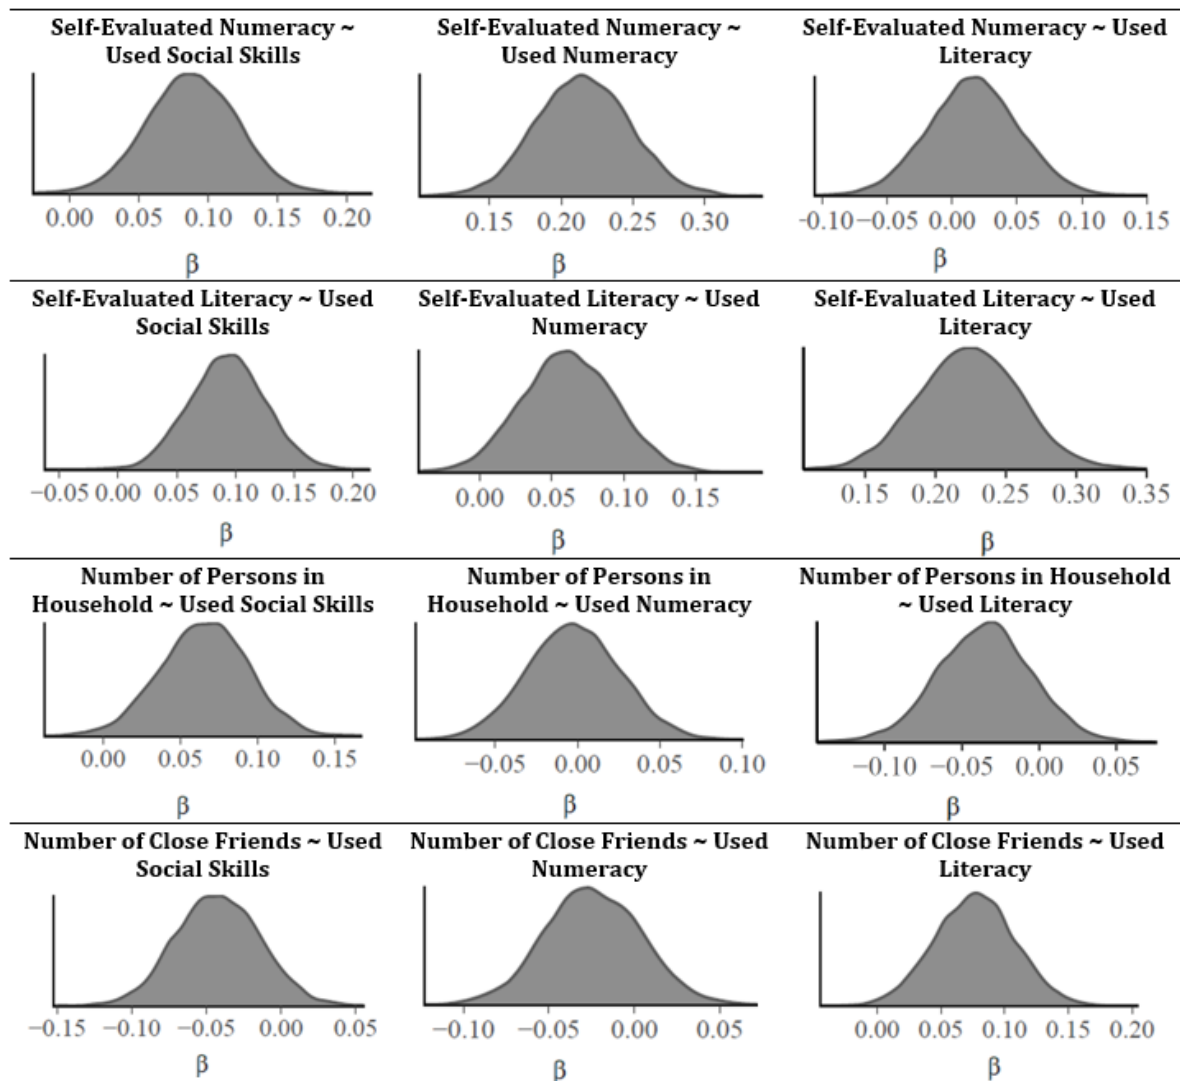 Self-Evaluated Numeracy ~
Used Social Skills
0.00 0.05 0.10 0.15 0.20
β
Self-Evaluated Numeracy ~
Used Numeracy
0.15 0.20 0.25 0.30
β
Self-Evaluated Numeracy ~ Used
Literacy
−0.10 −0.05 0.00 0.05 0.10 0.15
β
Self-Evaluated Literacy ~ Used
Social Skills
−0.05 0.00 0.05 0.10 0.15 0.20
β
Self-Evaluated Literacy ~ Used
Numeracy
0.00 0.05 0.10 0.15
β
Self-Evaluated Literacy ~ Used
Literacy
0.15 0.20 0.25 0.30 0.35
β
Number of Persons in
Household ~ Used Social Skills
0.00 0.05 0.10 0.15
β
Number of Persons in
Household ~ Used Numeracy
−0.05 0.00 0.05 0.10
β
Number of Persons in Household
~ Used Literacy
−0.10 −0.05 0.00 0.05
β
Number of Close Friends ~ Used
Social Skills
−0.15 −0.10 −0.05 0.00 0.05
β
Number of Close Friends ~ Used
Numeracy
−0.10 −0.05 0.00 0.05
β
Number of Close Friends ~ Used
Literacy
0.00 0.05 0.10 0.15 0.20
β